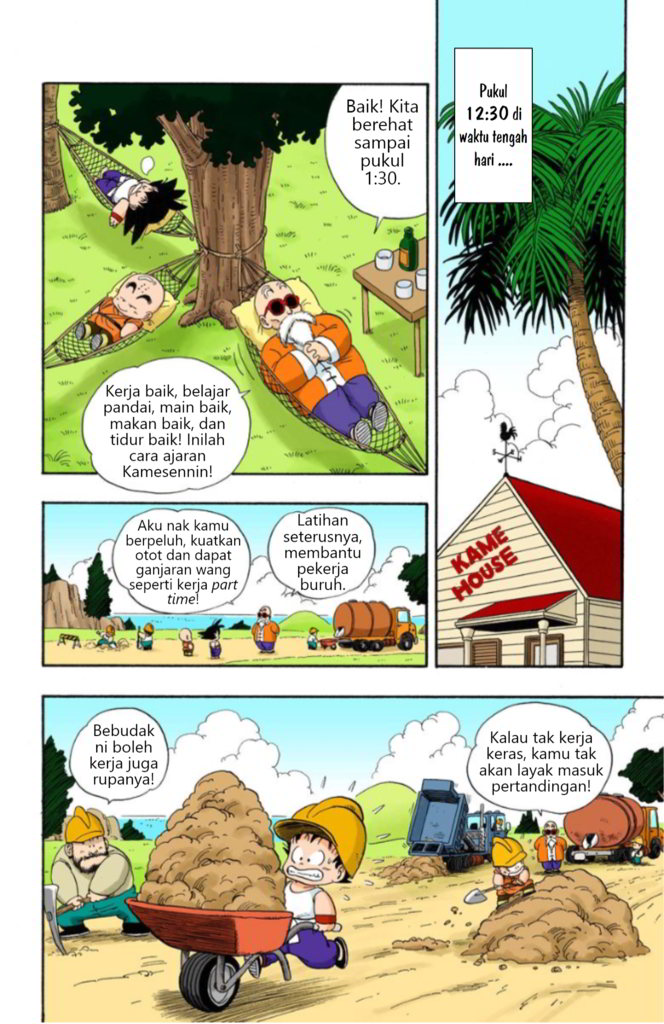 Pukul
12:30 di
waktu tengah
hari ....
KAME
HOUSE
Baik! Kita
berehat
sampai
pukul
1:30.
Kerja baik, belajar
pandai, main baik,
makan baik, dan
tidur baik! Inilah
cara ajaran
Kamesennin!
Latihan
seterusnya,
membantu
pekerja
buruh.
Aku nak kamu
berpeluh, kuatkan
otot dan dapat
ganjaran wang
seperti kerja part
time!
Kalau tak kerja
keras, kamu tak
akan layak masuk
pertandingan!
Bebudak
ni boleh
kerja juga
rupanya!